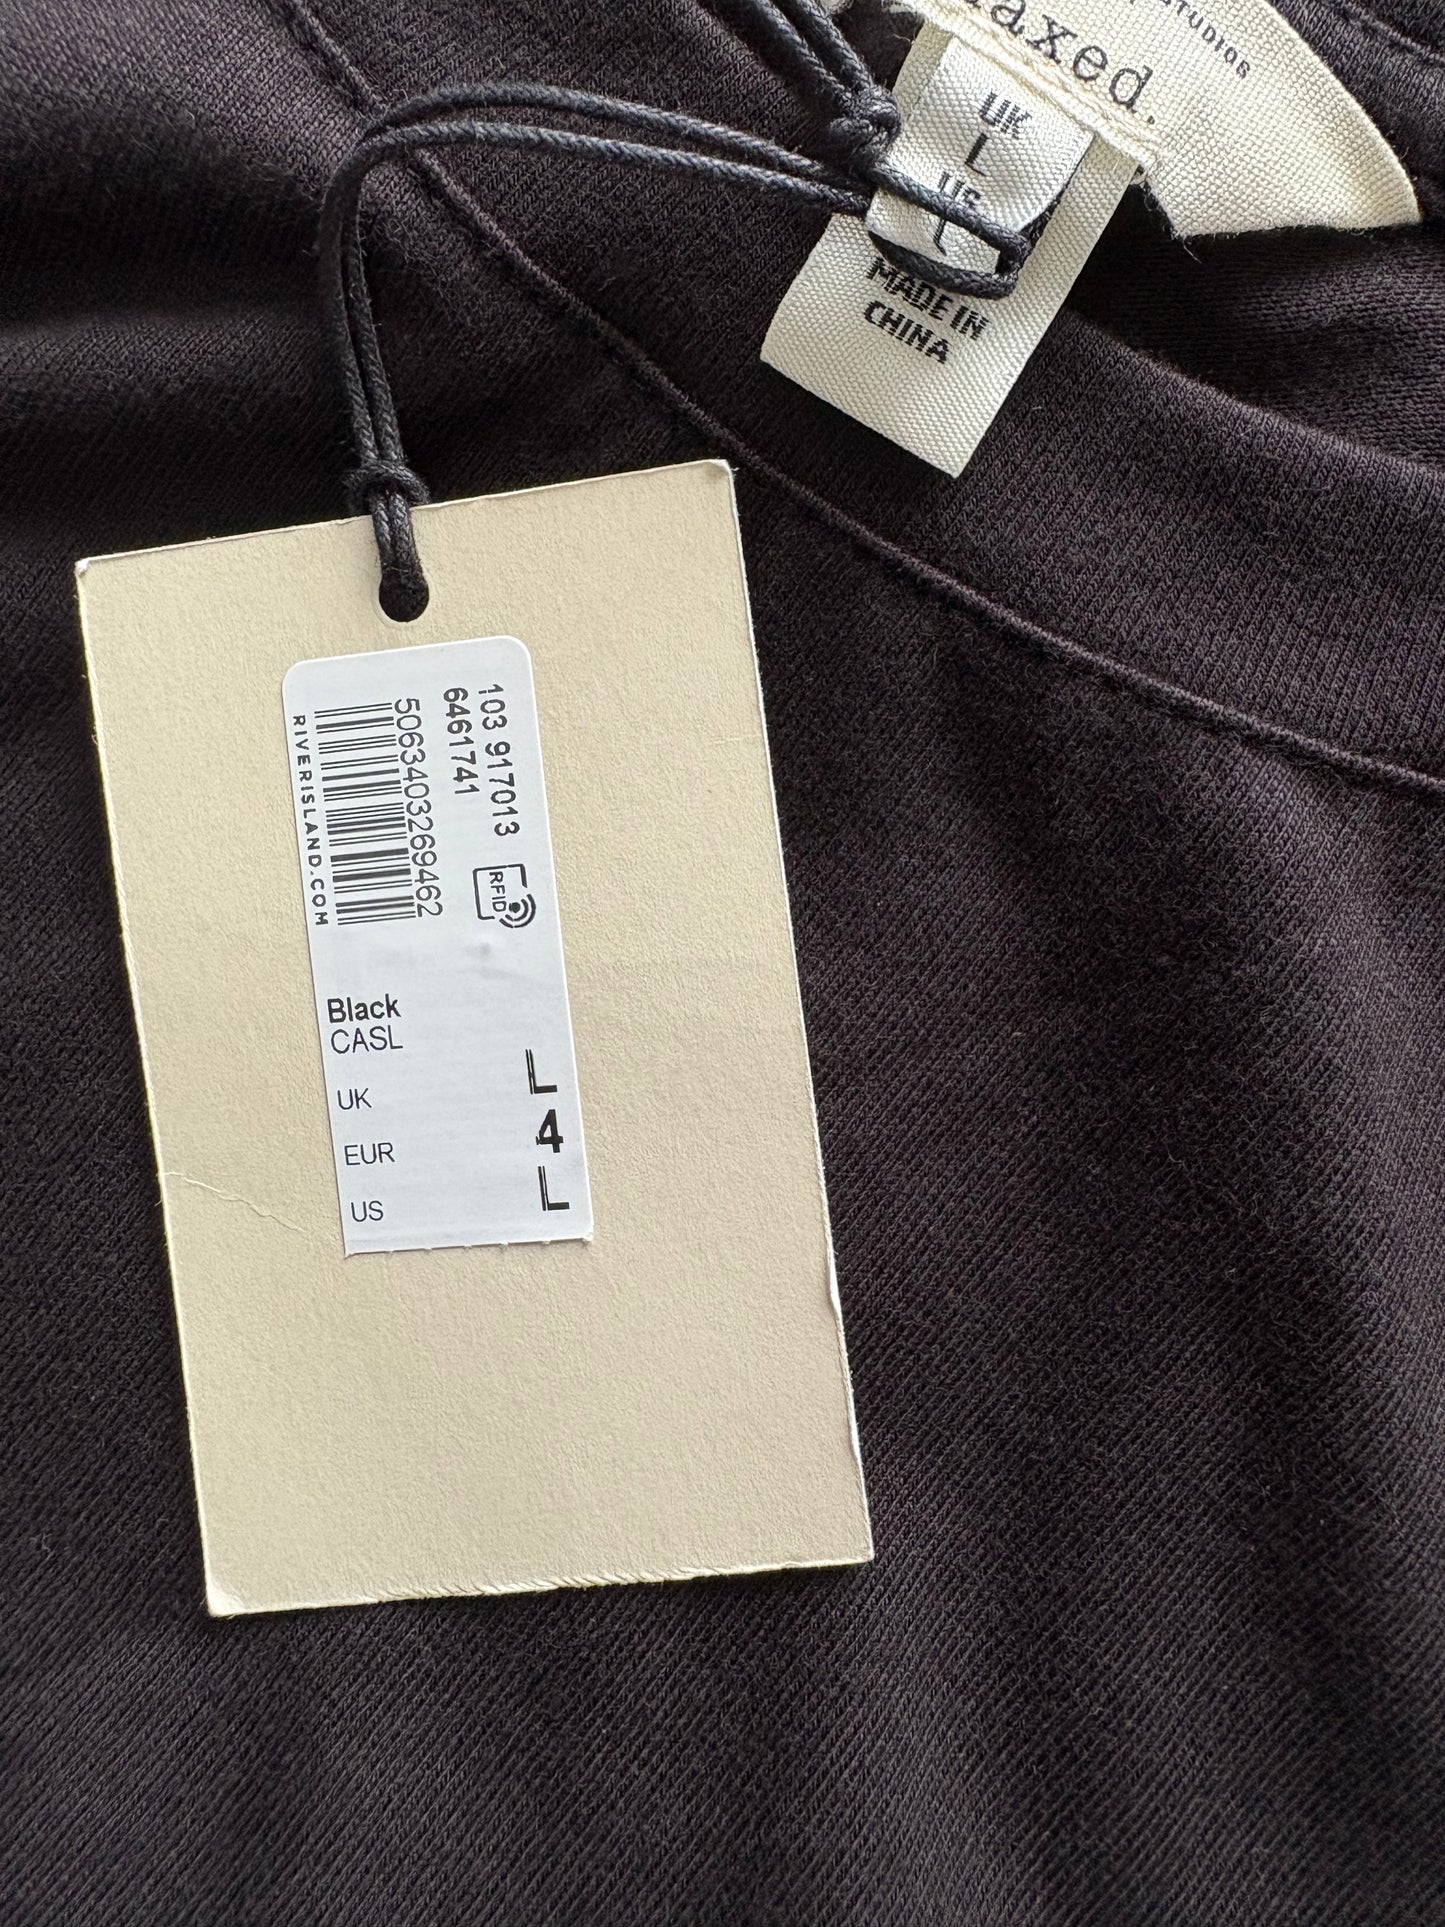 STUDIOS
axed.
UK
L
US
L
MADE IN
CHINA
103 917013
6461741
5063403269462
RIVERISLAND.COM
RFID
Black
CASL
UK L
EUR 4
US L